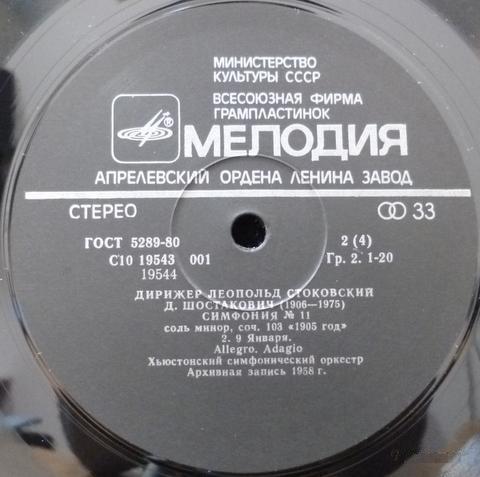 МИНИСТЕРСТВО
КУЛЬТУРЫ СССР
ВСЕСОЮЗНАЯ ФИРМА
ГРАМПЛАСТИНОК
® МЕЛОДИЯ
АПРЕЛЕВСКИЙ ОРДЕНА ЛЕНИНА ЗАВОД
СТЕРЕО 33
ГОСТ 5289-80 2 (4)
С10 19543 001 Гр. 2. 1-20
19544
ДИРИЖЕР ЛЕОПОЛЬД СТОКОВСКИЙ
Д. ШОСТАКОВИЧ (1906—1975)
СИМФОНИЯ № 11
соль минор, соч. 103 «1905 год»
2. 9 Января.
Allegro. Adagio
Хьюстонский симфонический оркестр
Архивная запись 1958 г.